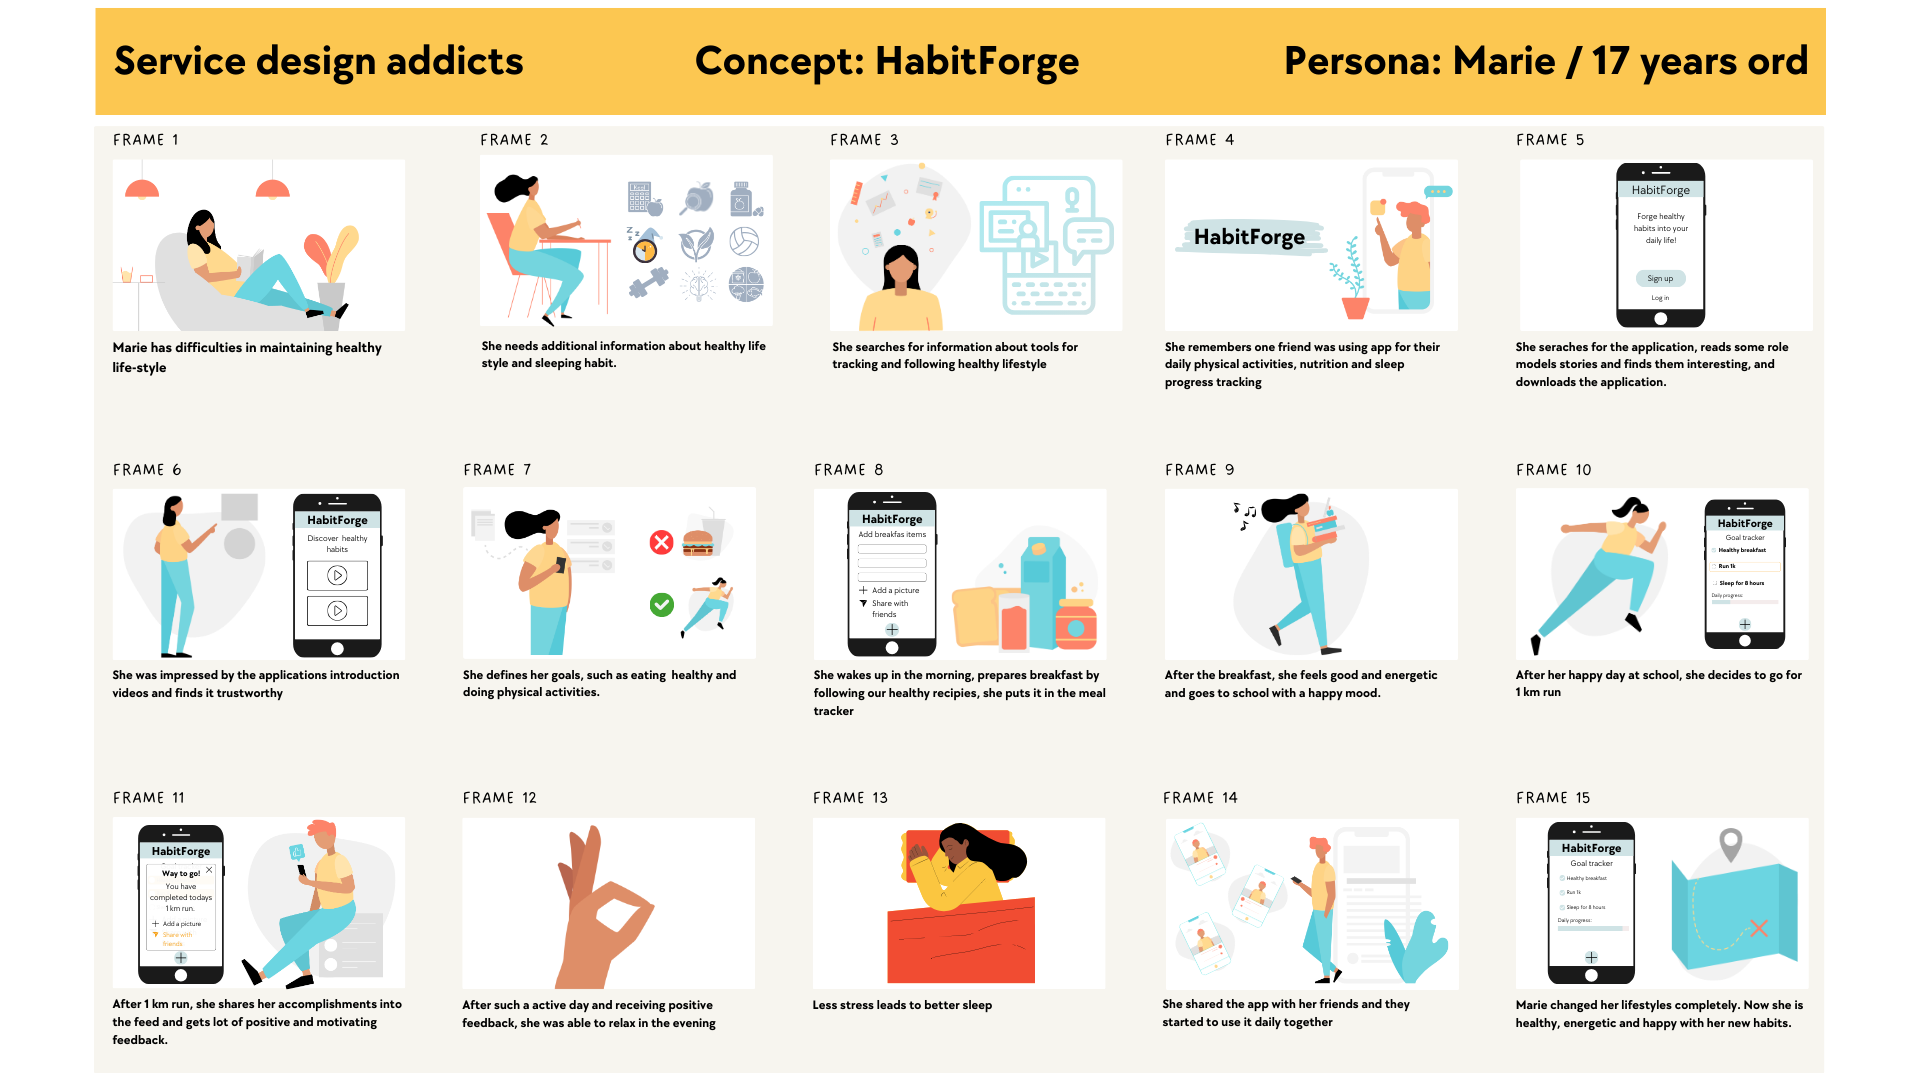 Service design addicts
Concept: HabitForge
Persona: Marie / 17 years ord
FRAME 1
Marie has difficulties in maintaining healthy
life-style
FRAME 2
z z
z
She needs additional information about healthy life
style and sleeping habit.
FRAME 3
She searches for information about tools for
tracking and following healthy lifestyle
FRAME 4
HabitForge
She remembers one friend was using app for their
daily physical activities, nutrition and sleep
progress tracking
FRAME 5
HabitForge
Forge healthy
habits into your
daily life!
Sign up
Log in
She seraches for the application, reads some role
models stories and finds them interesting, and
downloads the application.
FRAME 6
HabitForge
Discover healthy
habits
She was impressed by the applications introduction
videos and finds it trustworthy
FRAME 7
She defines her goals, such as eating healthy and
doing physical activities.
FRAME 8
HabitForge
Add breakfas items
Add a picture
Share with
friends
She wakes up in the morning, prepares breakfast by
following our healthy recipies, she puts it in the meal
tracker
FRAME 9
After the breakfast, she feels good and energetic
and goes to school with a happy mood.
FRAME 10
HabitForge
Goal tracker
Healthy breakfast
Run 1k
Sleep for 8 hours
Daily progress:
After her happy day at school, she decides to go for
1 km run
FRAME 11
HabitForge
Way to go!
You have
completed todays
1 km run.
Add a picture
Share with
friends
After 1 km run, she shares her accomplishments into
the feed and gets lot of positive and motivating
feedback.
FRAME 12
After such a active day and receiving positive
feedback, she was able to relax in the evening
FRAME 13
Less stress leads to better sleep
FRAME 14
She shared the app with her friends and they
started to use it daily together
FRAME 15
HabitForge
Goal tracker
Healthy breakfast
Run 1k
Sleep for 8 hours
Daily progress:
Marie changed her lifestyles completely. Now she is
healthy, energetic and happy with her new habits.